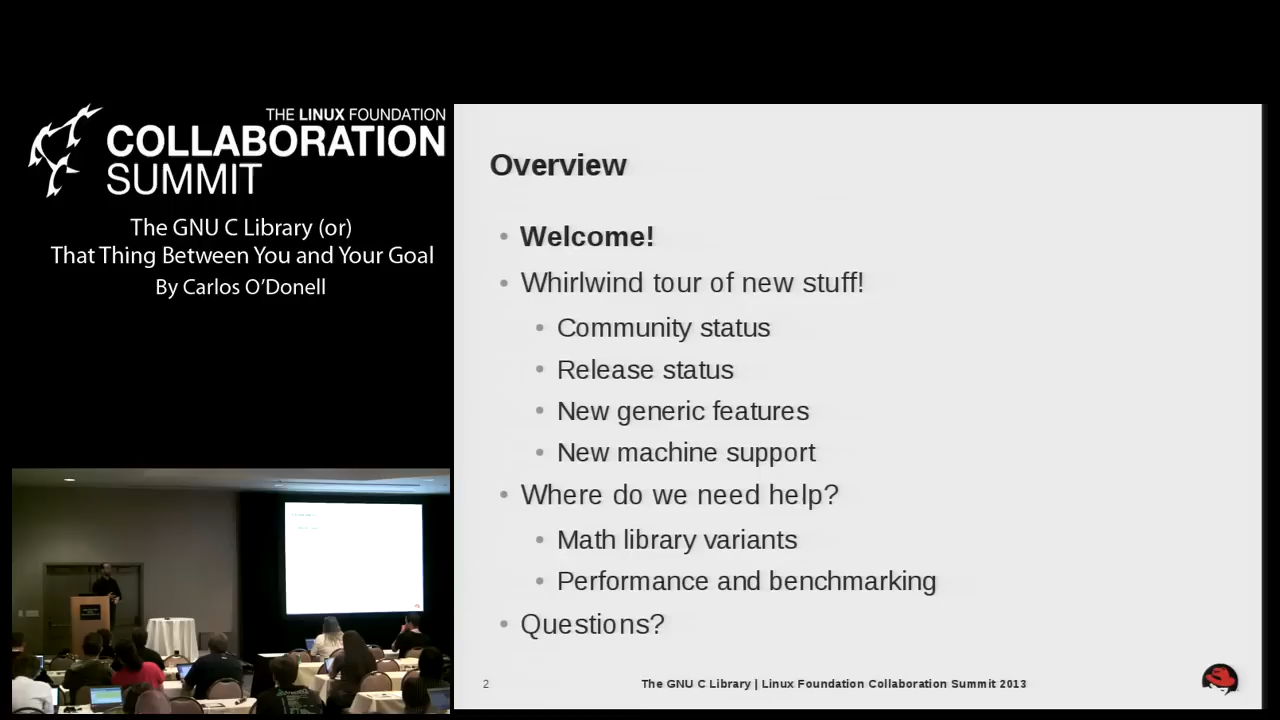 THE LINUX FOUNDATION
COLLABORATION
SUMMIT
The GNU C Library (or)
That Thing Between You and Your Goal
By Carlos O'Donell
Overview
• Welcome!
• Whirlwind tour of new stuff!
• Community status
• Release status
• New generic features
• New machine support
• Where do we need help?
• Math library variants
• Performance and benchmarking
• Questions?
2
The GNU C Library | Linux Foundation Collaboration Summit 2013